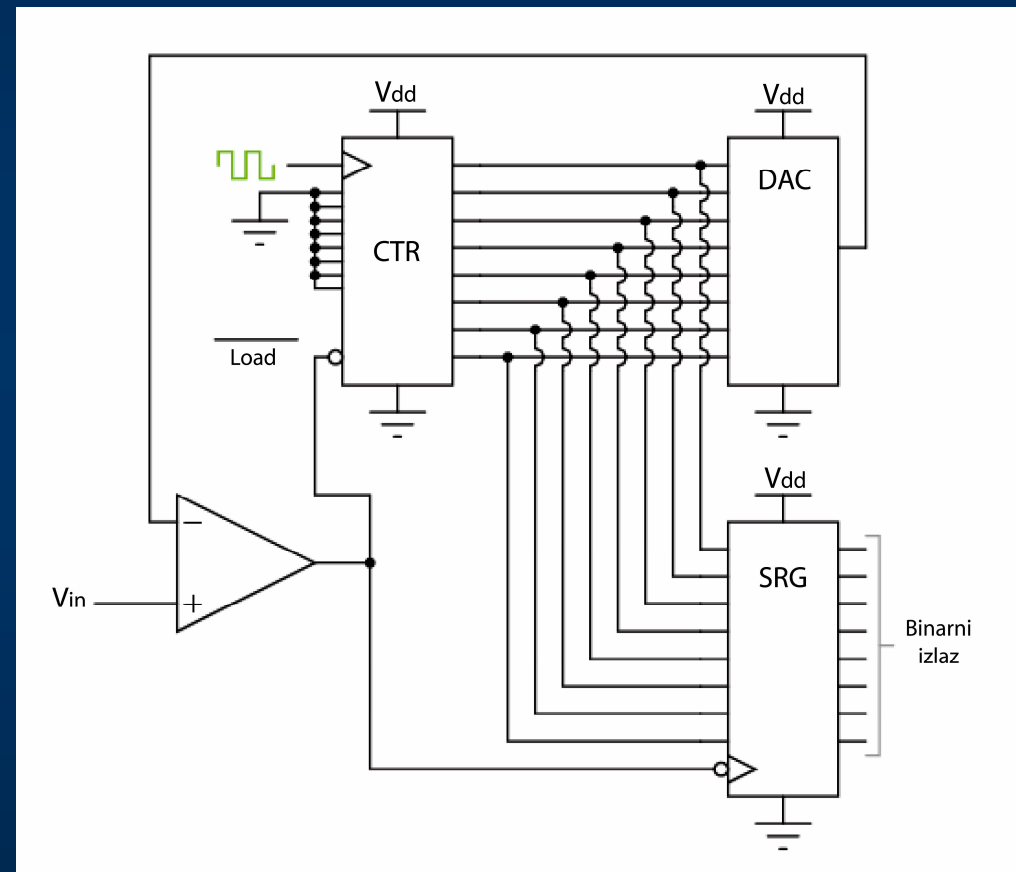 Vdd
Vdd
DAC
CTR
Load
Vdd
SRG
Vin
−
+
Binarni
izlaz